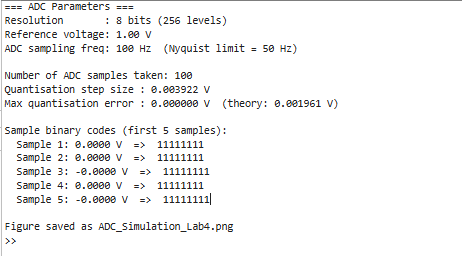 === ADC Parameters ===
Resolution         : 8 bits (256 levels)
Reference voltage: 1.00 V
ADC sampling freq: 100 Hz  (Nyquist limit = 50 Hz)
Number of ADC samples taken: 100
Quantisation step size : 0.003922 V
Max quantisation error : 0.000000 V  (theory: 0.001961 V)
Sample binary codes (first 5 samples):
  Sample 1: 0.0000 V  =>  11111111
  Sample 2: 0.0000 V  =>  11111111
  Sample 3: -0.0000 V  =>  11111111
  Sample 4: 0.0000 V  =>  11111111
  Sample 5: -0.0000 V  =>  11111111
Figure saved as ADC_Simulation_Lab4.png
>>